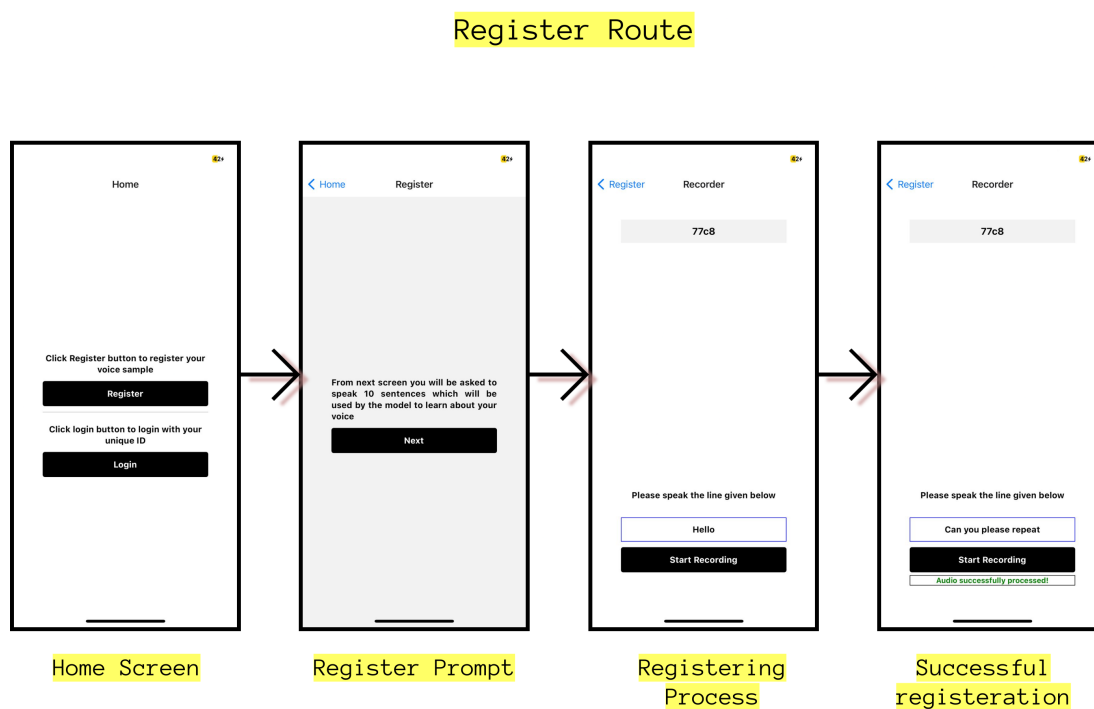 Register Route
42
Home
Click Register button to register your
voice sample
Register
Click login button to login with your
unique ID
Login
Home Screen
42
Home
Register
From next screen you will be asked to
speak 10 sentences which will be
used by the model to learn about your
voice
Next
Register Prompt
42
Register
Recorder
77c8
Please speak the line given below
Hello
Start Recording
Registering
Process
42
Register
Recorder
77c8
Please speak the line given below
Can you please repeat
Start Recording
Audio successfully processed!
Successful
registeration